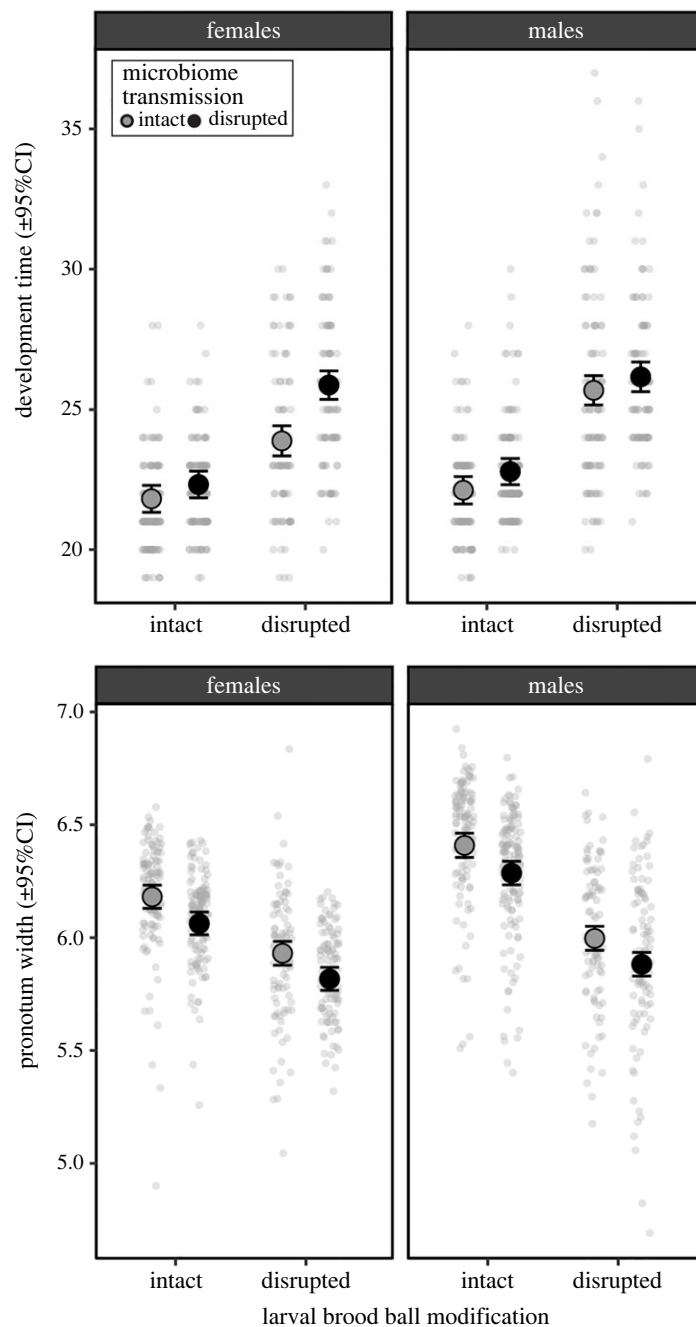 females
males
microbiome
transmission
intact disrupted
35
30
25
20
development time (±95%CI)
intact disrupted
intact disrupted
females
males
7.0
6.5
6.0
5.5
5.0
pronotum width (±95%CI)
intact disrupted
intact disrupted
larval brood ball modification